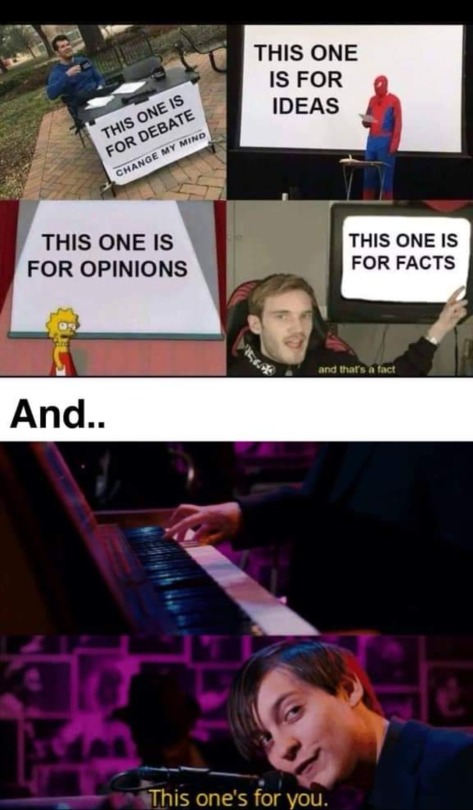 THIS ONE IS
FOR DEBATE
CHANGE MY MIND
THIS ONE
IS FOR
IDEAS
THIS ONE IS
FOR OPINIONS
THIS ONE IS
FOR FACTS
and that's a fact
And..
This one's for you.